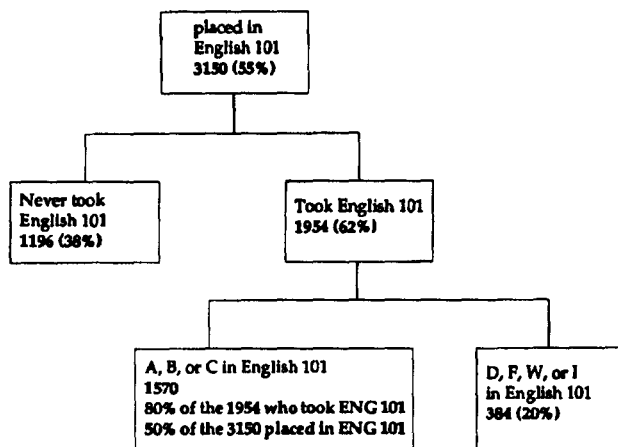 placed in
English 101
3150 (55%)
Never took
English 101
1196 (38%)
Took English 101
1954 (62%)
A, B, or C in English 101
1570
80% of the 1954 who took ENG 101
50% of the 3150 placed in ENG 101
D, F, W, or I
in English 101
384 (20%)